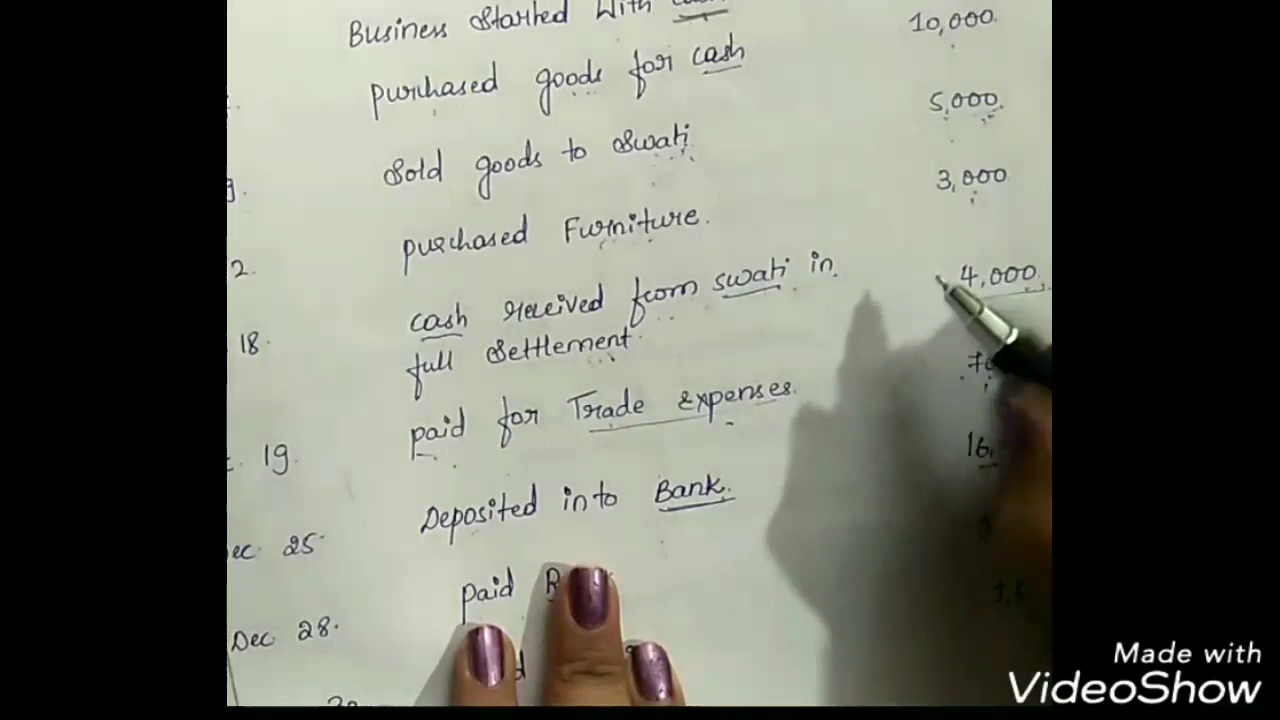 Business Started With cash
10,000
purchased goods for cash
5,000
Sold goods to Swati
3,000
purchased Furniture.
4,000
2.
cash received from swati in
18
full Settlement
19
paid for Trade expenses.
16,
Deposited into Bank.
Dec 25
paid
Dec 28.
Made with
VideoShow